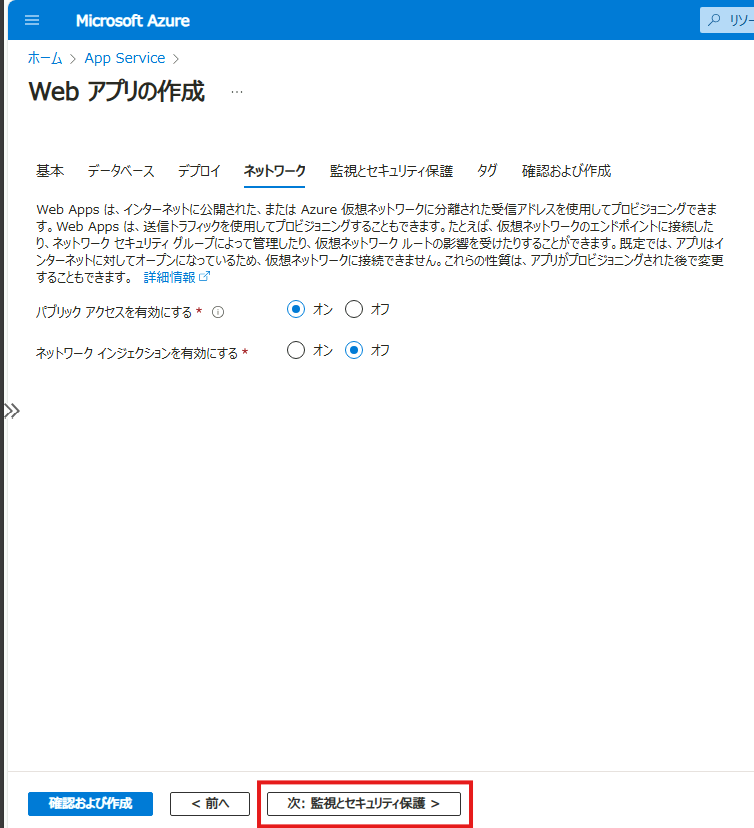 Microsoft Azure
リソー
ホーム > App Service >
Web アプリの作成 …
基本 データベース デプロイ ネットワーク 監視とセキュリティ保護 タグ 確認および作成
Web Apps は、インターネットに公開された、または Azure 仮想ネットワークに分離された受信アドレスを使用してプロビジョニングできま
す。Web Apps は、送信トラフィックを使用してプロビジョニングすることもできます。たとえば、仮想ネットワークのエンドポイントに接続した
り、ネットワーク セキュリティ グループによって管理したり、仮想ネットワーク ルートの影響を受けたりすることができます。既定では、アプリはイ
ンターネットに対してオープンになっているため、仮想ネットワークに接続できません。これらの性質は、アプリがプロビジョニングされた後で変更
することもできます。 詳細情報
パブリック アクセスを有効にする * オン オフ
ネットワーク インジェクションを有効にする * オン オフ
確認および作成 < 前へ 次: 監視とセキュリティ保護 >